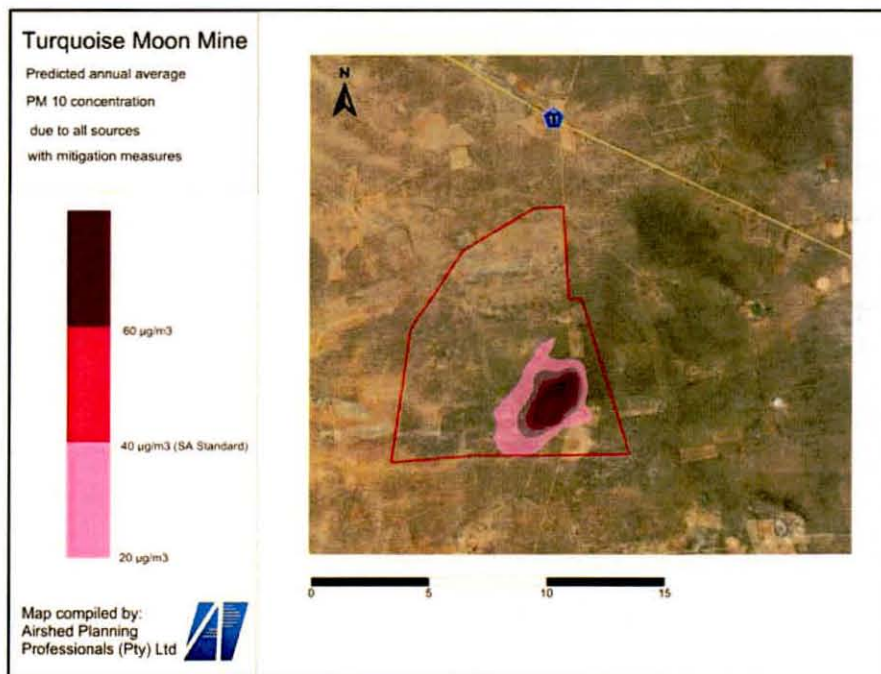 Turquoise Moon Mine
Predicted annual average
PM 10 concentration
due to all sources
with mitigation measures
60 µg/m3
40 µg/m3 (SA Standard)
20 µg/m3
Map compiled by:
Airshed Planning
Professionals (Pty) Ltd
N
11
0 5 10 15